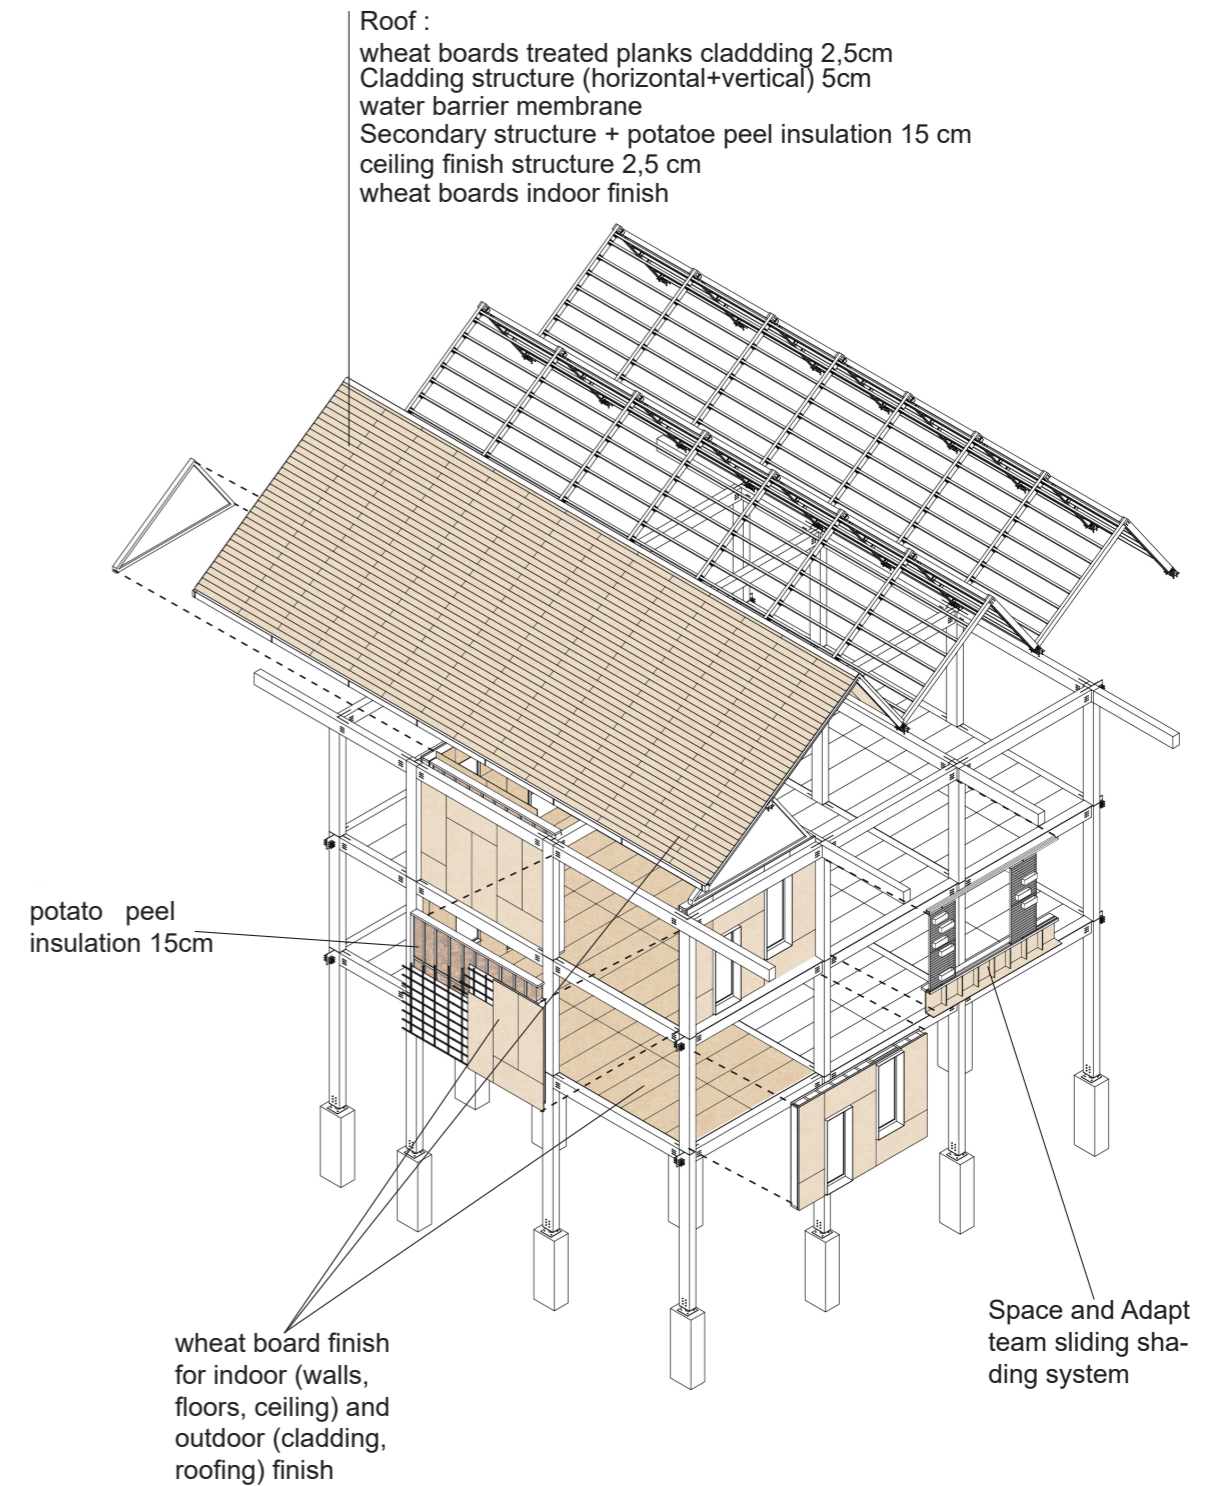 Roof :
wheat boards treated planks claddding 2,5cm
Cladding structure (horizontal+vertical) 5cm
water barrier membrane
Secondary structure + potatoe peel insulation 15 cm
ceiling finish structure 2,5 cm
wheat boards indoor finish
potato peel
insulation 15cm
wheat board finish
for indoor (walls,
floors, ceiling) and
outdoor (cladding,
roofing) finish
Space and Adapt
team sliding sha-
ding system